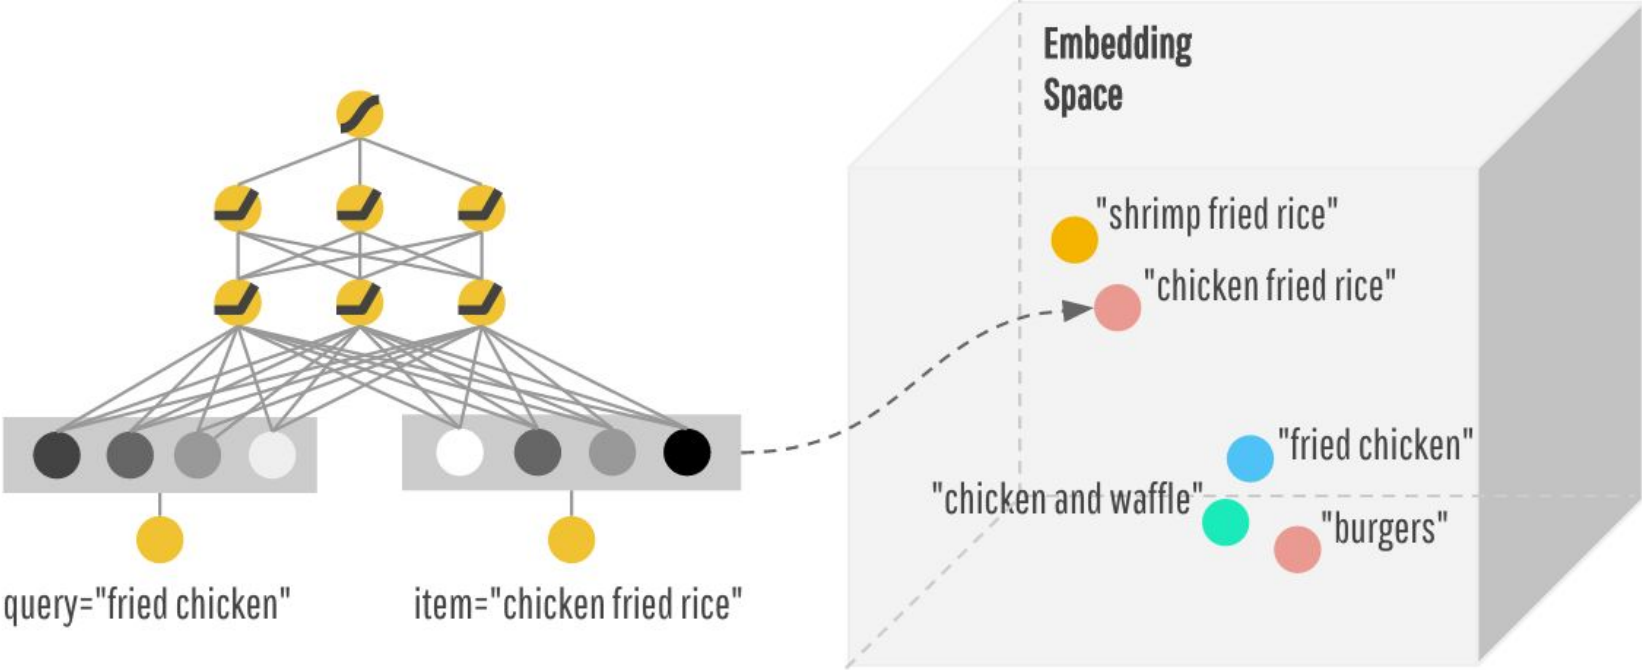 Embedding
Space
"shrimp fried rice"
"chicken fried rice"
"fried chicken"
"chicken and waffle"
"burgers"
query="fried chicken"
item="chicken fried rice"